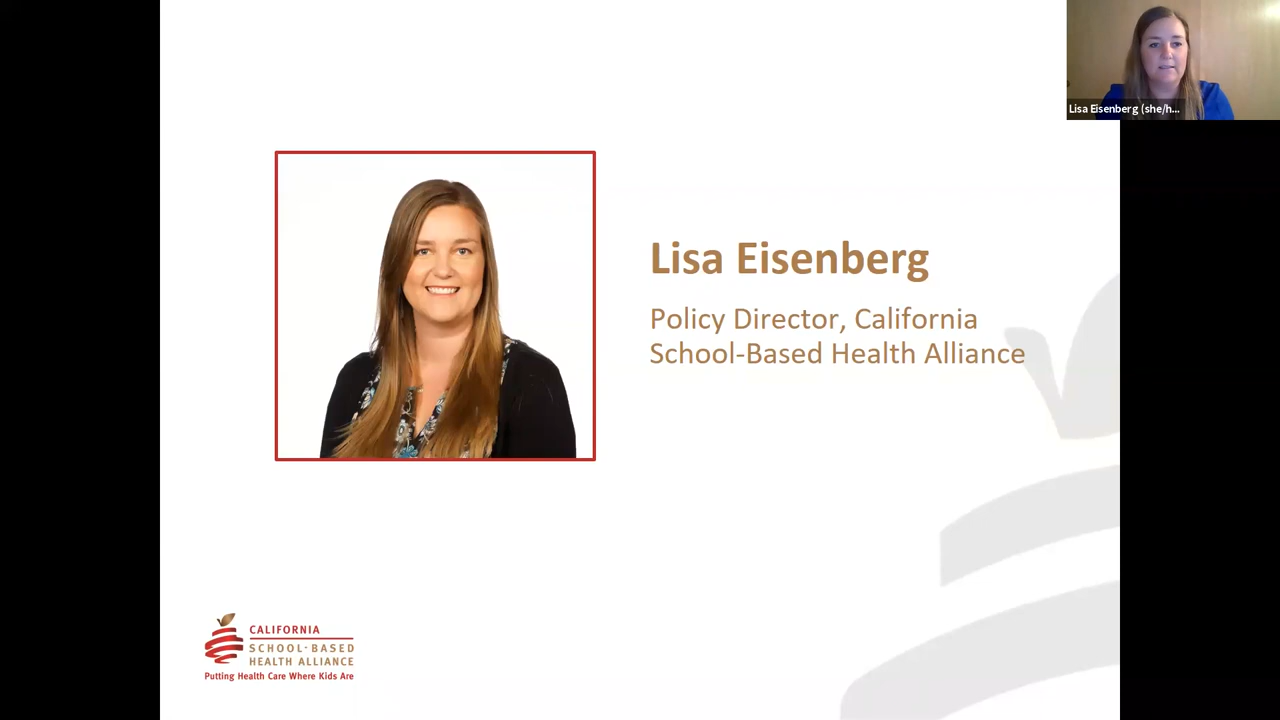 Lisa Eisenberg (she/h...
Lisa Eisenberg
Policy Director, California
School-Based Health Alliance
CALIFORNIA
SCHOOL-BASED
HEALTH ALLIANCE
Putting Health Care Where Kids Are